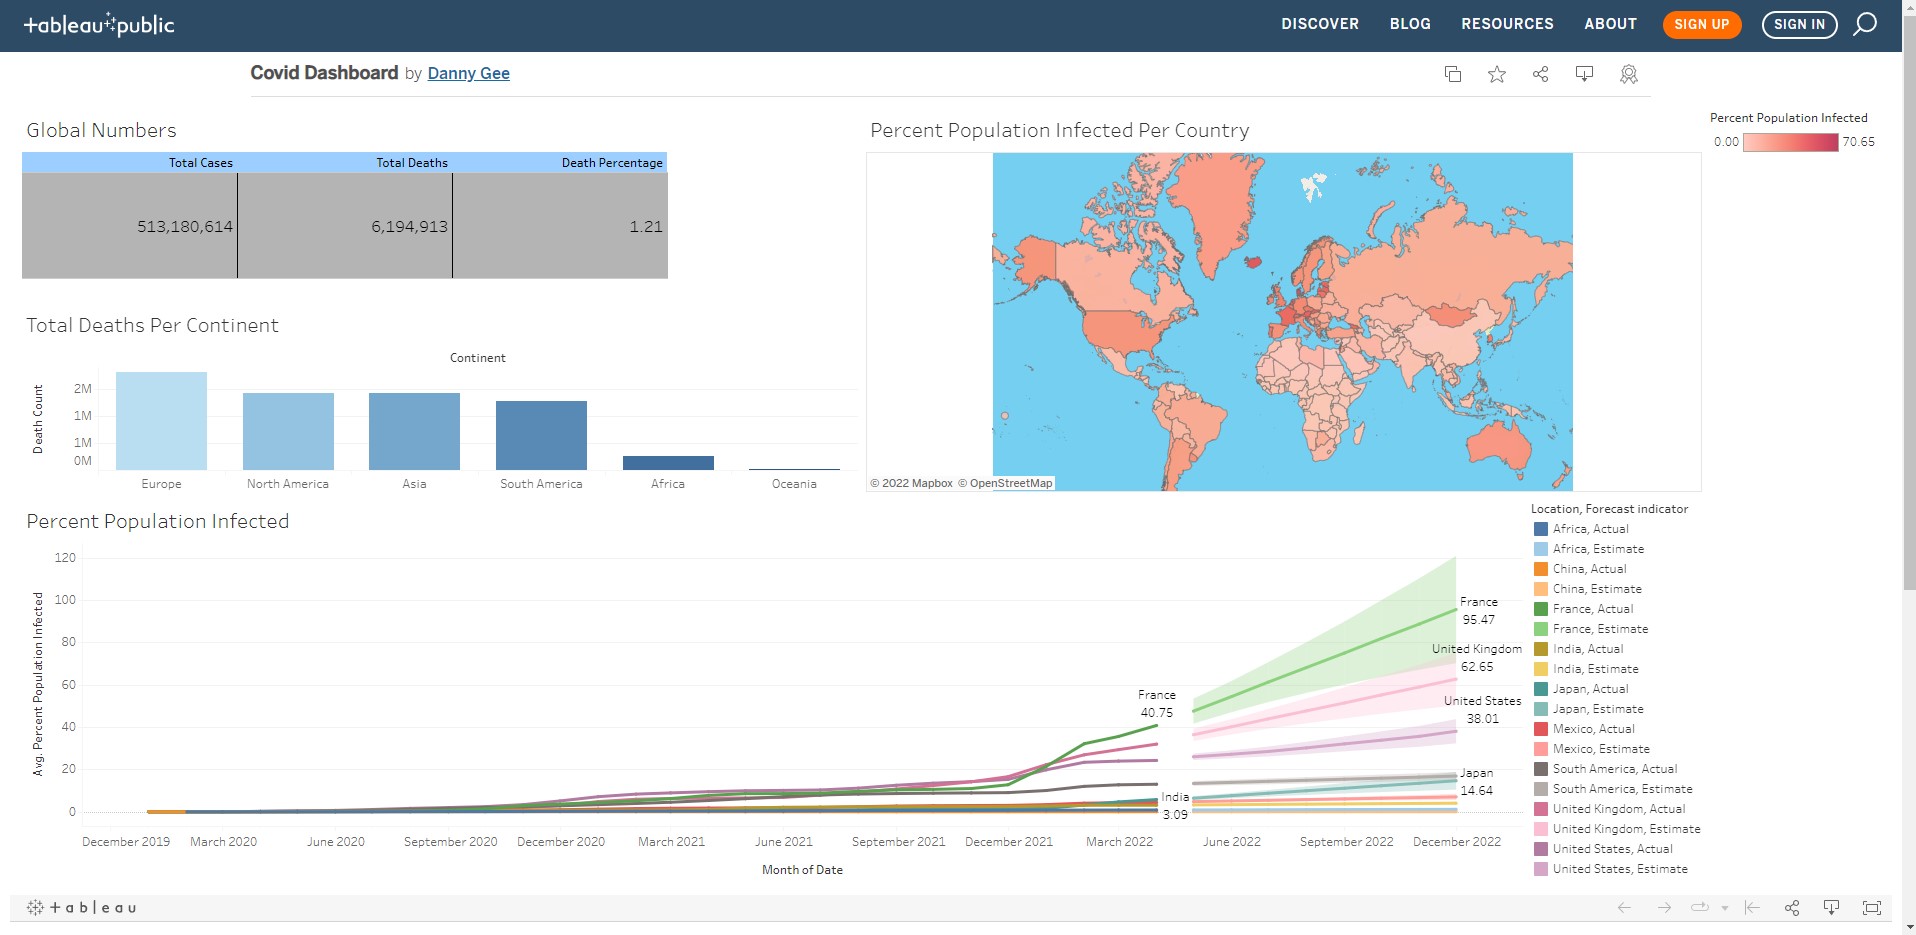 +ableau+public
DISCOVER BLOG RESOURCES ABOUT SIGN UP SIGN IN
Covid Dashboard by Danny Gee
Global Numbers
Total Cases Total Deaths Death Percentage
513,180,614 6,194,913 1.21
Total Deaths Per Continent
Continent
Death Count
2M
1M
1M
0M
Europe North America Asia South America Africa Oceania
Percent Population Infected Per Country
© 2022 Mapbox © OpenStreetMap
Percent Population Infected
0.00 70.65
Percent Population Infected
Avg. Percent Population Infected
120
100
80
60
40
20
0
France
40.75
India
3.09
France
95.47
United Kingdom
62.65
United States
38.01
Japan
14.64
December 2019 March 2020 June 2020 September 2020 December 2020 March 2021 June 2021 September 2021 December 2021 March 2022 June 2022 September 2022 December 2022
Month of Date
Location, Forecast indicator
Africa, Actual
Africa, Estimate
China, Actual
China, Estimate
France, Actual
France, Estimate
India, Actual
India, Estimate
Japan, Actual
Japan, Estimate
Mexico, Actual
Mexico, Estimate
South America, Actual
South America, Estimate
United Kingdom, Actual
United Kingdom, Estimate
United States, Actual
United States, Estimate
+ableau